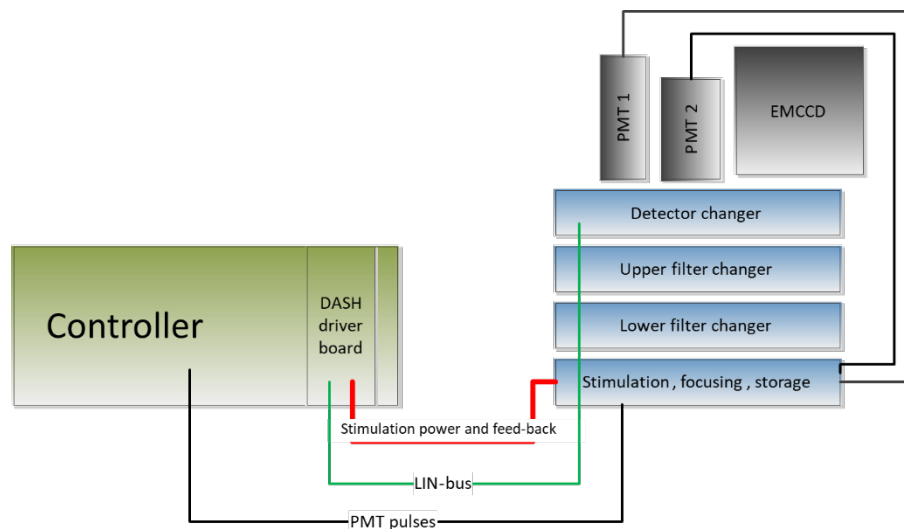 PMT 1
PMT 2
EMCCD
Detector changer
Upper filter changer
Lower filter changer
Stimulation , focusing , storage
Controller
DASH
driver
board
Stimulation power and feed-back
LIN-bus
PMT pulses